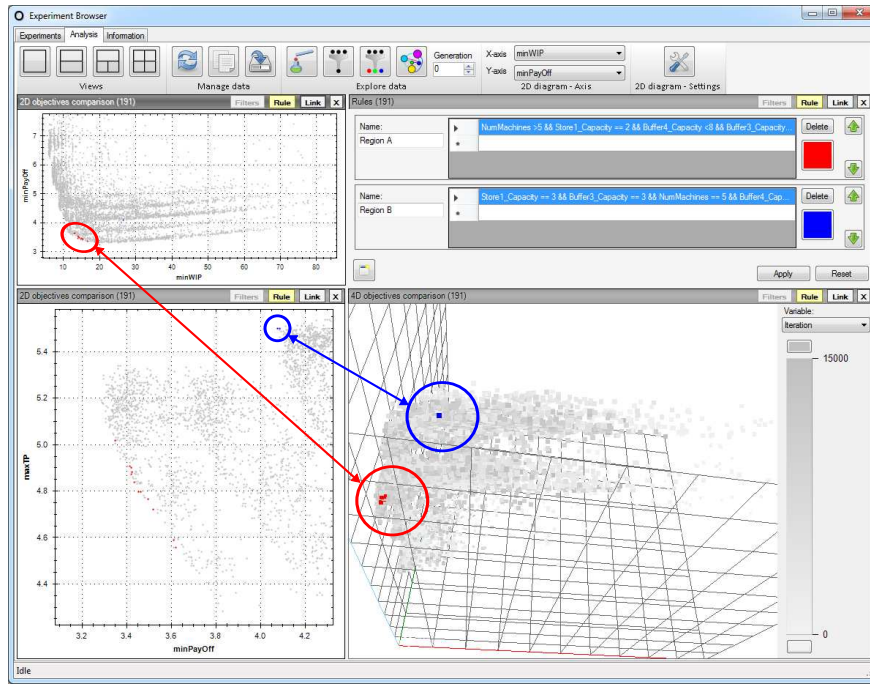 Experiment Browser
Experiments Analysis Information
Generation
0
X-axis minWIP
Y-axis minPayOff
Views Manage data Explore data 2D diagram - Axis 2D diagram - Settings
2D objectives comparison (191) Filters Rule Link X
7
6
5
4
3
minPayOff
10 20 30 40 50 60 70 80
minWIP
Rules (191) Filters Rule Link X
Name:
Region A
NumMachines >5 && Store1_Capacity == 2 && Buffer4_Capacity <8 && Buffer3_Capacity...
*
Delete
Name:
Region B
Store1_Capacity == 3 && Buffer3_Capacity == 3 && NumMachines == 5 && Buffer4_Cap...
*
Delete
Apply Reset
2D objectives comparison (191) Filters Rule Link X
5.4
5.2
5.0
4.8
4.6
4.4
maxTP
3.2 3.4 3.6 3.8 4.0 4.2
minPayOff
4D objectives comparison (191) Filters Rule Link X
Variable:
Iteration
15000
0
Idle